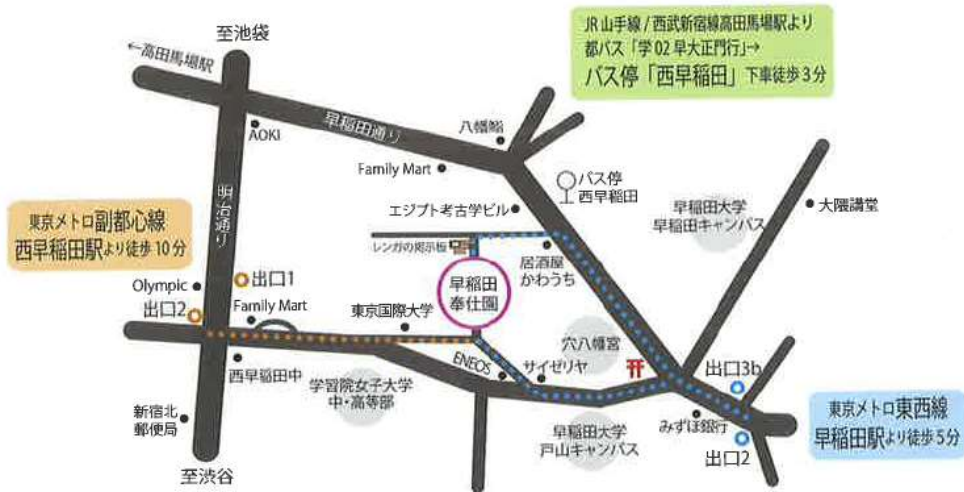 至池袋
←高田馬場駅
JR山手線/西武新宿線高田馬場駅より
都バス「学02早大正門行」→
バス停「西早稲田」下車徒歩3分
早稲田通り
AOKI
八幡鮨
Family Mart
バス停
西早稲田
エジプト考古学ビル
早稲田大学
早稲田キャンパス
大隈講堂
明治通り
東京メトロ副都心線
西早稲田駅より徒歩10分
レンガの掲示板
居酒屋
かわうち
早稲田
奉仕園
Olympic
出口1
出口2
Family Mart
東京国際大学
穴八幡宮
ENEOS
サイゼリヤ
出口3b
西早稲田中
学習院女子大学
中・高等部
新宿北
郵便局
早稲田大学
戸山キャンパス
みずほ銀行
出口2
東京メトロ東西線
早稲田駅より徒歩5分
至渋谷